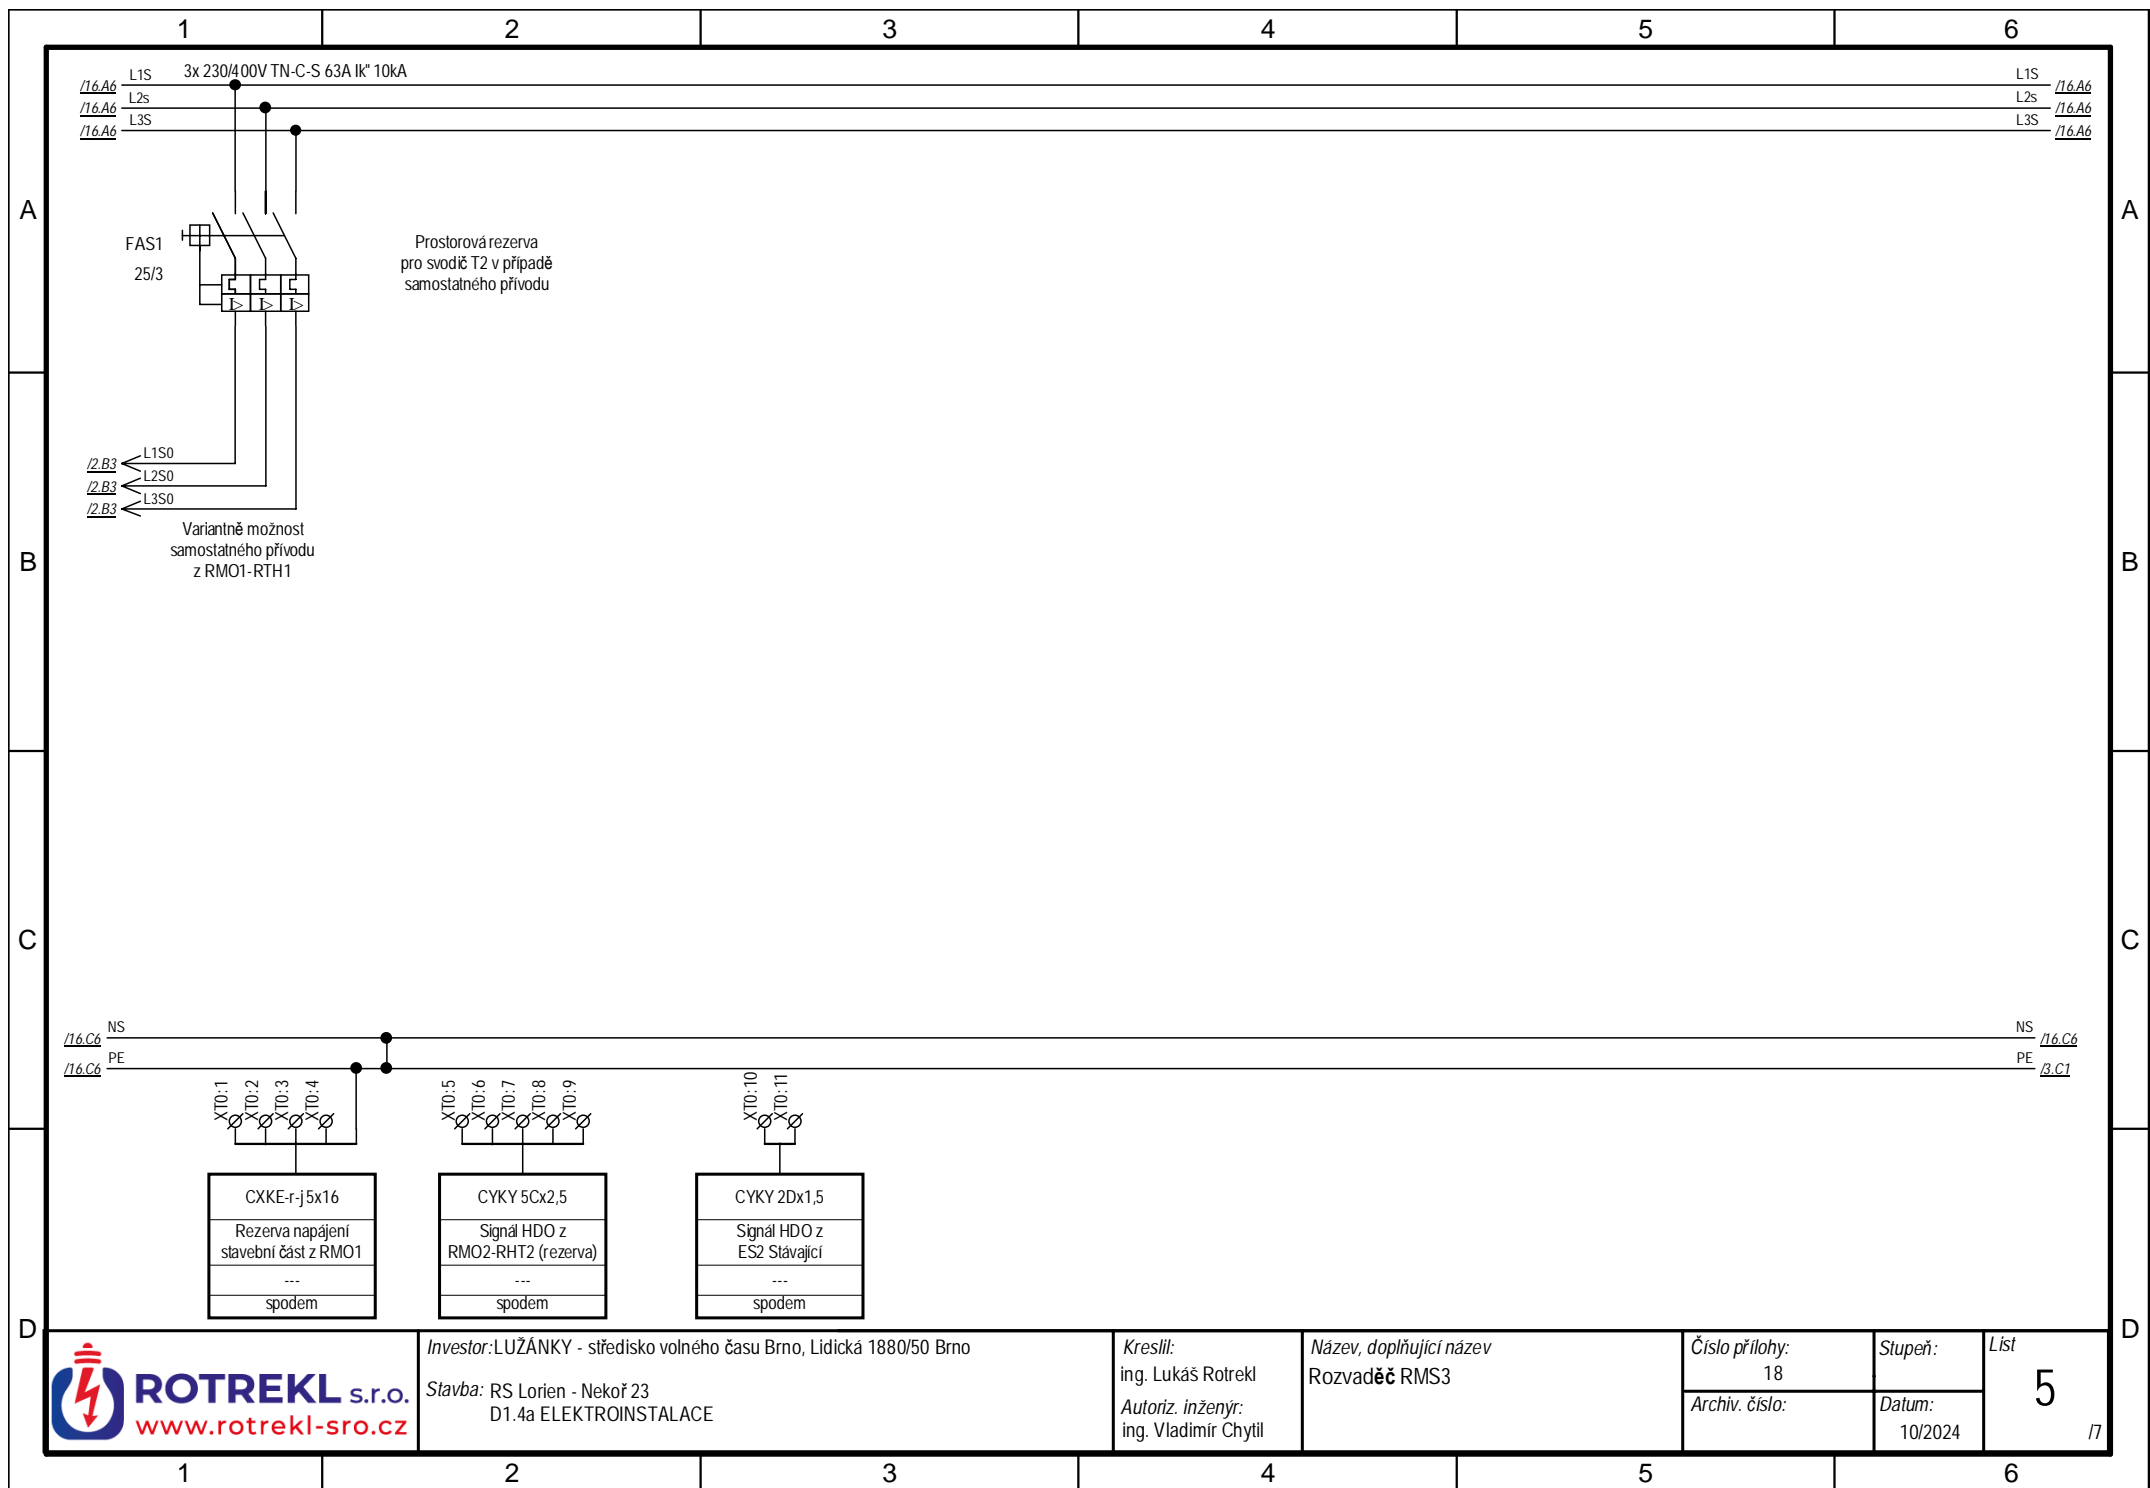 1 2 3 4 5 6
L1S 3x 230/400V TN-C-S 63A Ik" 10kA L1S
/16.A6 /16.A6
L2s L2s
/16.A6 /16.A6
L3S L3S
/16.A6 /16.A6
A A
FAS1
25/3
I> I> I>
Prostorová rezerva
pro svodič T2 v případě
samostatného přívodu
L1S0
/2.B3
L2S0
/2.B3
L3S0
/2.B3
Variantně možnost
samostatného přívodu
z RMO1-RTH1
B B
C C
NS NS
/16.C6 /16.C6
PE PE
/16.C6 /3.C1
XT0:1 XT0:2 XT0:3 XT0:4 XT0:5 XT0:6 XT0:7 XT0:8 XT0:9 XT0:10 XT0:11
CXKE-r-j 5x16
Rezerva napájení
stavební část z RMO1
---
spodem
CYKY 5Cx2,5
Signál HDO z
RMO2-RHT2 (rezerva)
---
spodem
CYKY 2Dx1,5
Signál HDO z
ES2 Stávající
---
spodem
D D
ROTREKL s.r.o.
www.rotrekl-sro.cz
Investor: LUŽÁNKY - středisko volného času Brno, Lidická 1880/50 Brno
Stavba: RS Lorien - Nekoř 23
D1.4a ELEKTROINSTALACE
Kreslil:
ing. Lukáš Rotrekl
Autoriz. inženýr:
ing. Vladimír Chytil
Název, doplňující název
Rozvaděč RMS3
Číslo přílohy:
18
Archiv. číslo:
Stupeň:
Datum:
10/2024
List
5
/7
1 2 3 4 5 6